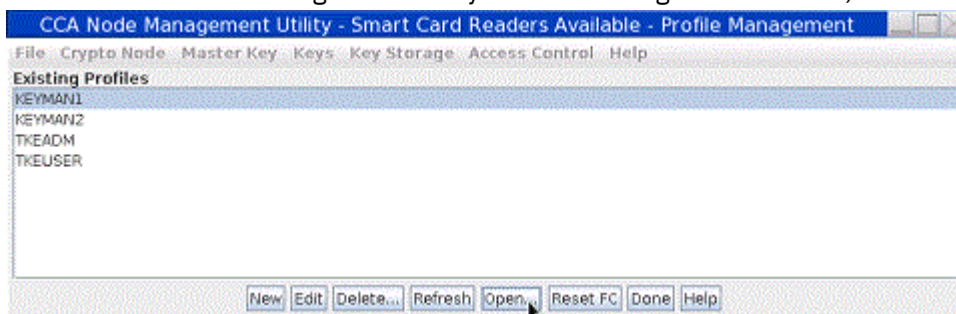 CCA Node Management Utility - Smart Card Readers Available - Profile Management
File Crypto Node Master Key Keys Key Storage Access Control Help
Existing Profiles
KEYMAN1
KEYMAN2
TKEADM
TKEUSER
New Edit Delete... Refresh Open... Reset FC Done Help